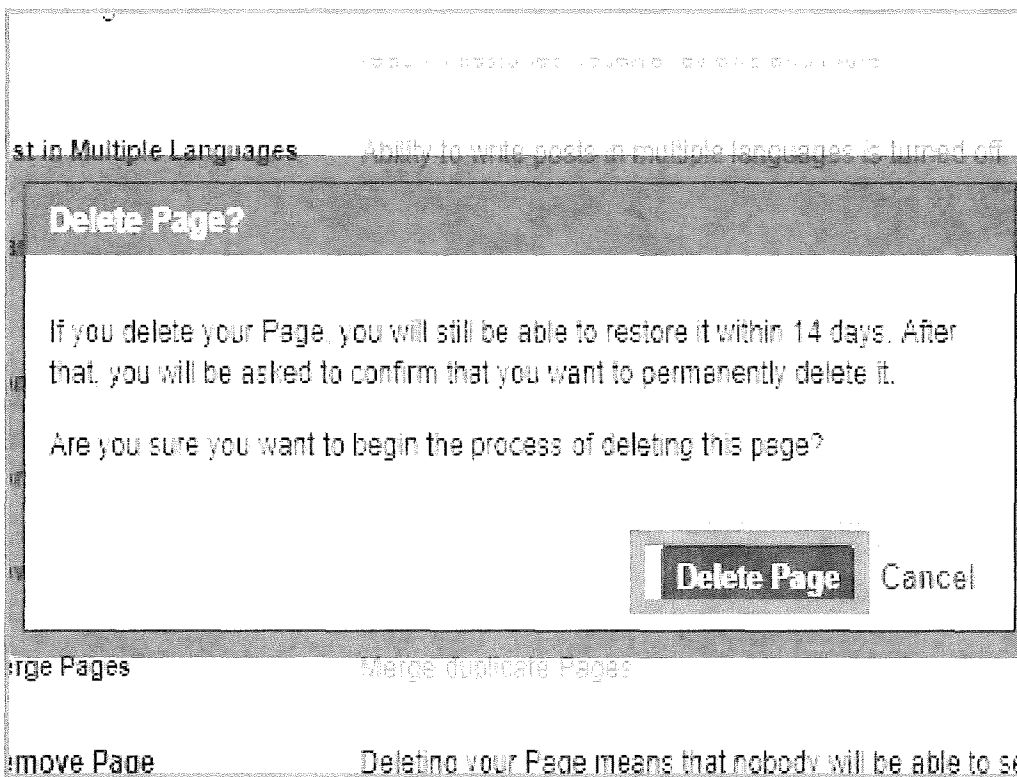 st in Multiple Languages Ability to write posts in multiple languages is turned off
Delete Page?
If you delete your Page, you will still be able to restore it within 14 days. After
that, you will be asked to confirm that you want to permanently delete it.
Are you sure you want to begin the process of deleting this page?
Delete Page Cancel
erge Pages Merge duplicate Pages
emove Page Deleting your Page means that nobody will be able to se